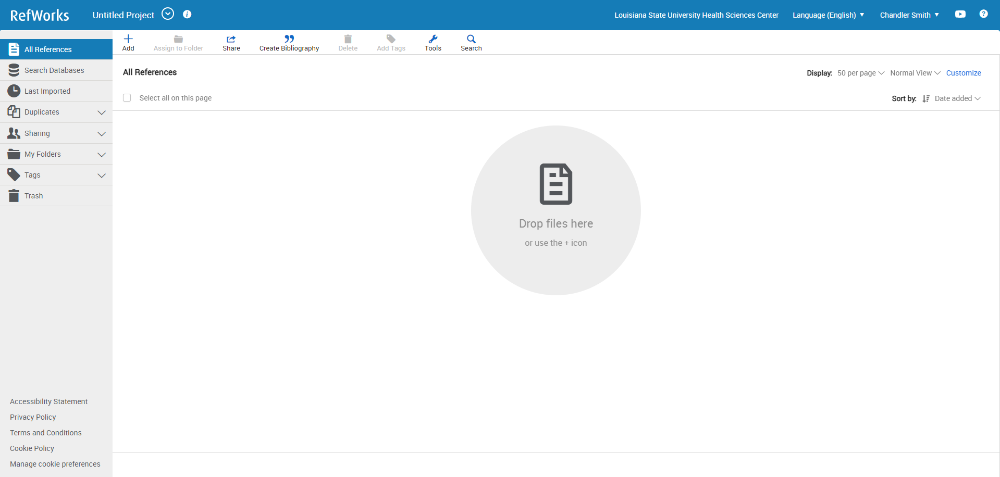 RefWorks Untitled Project Louisiana State University Health Sciences Center Language (English) Chandler Smith
Add Assign to Folder Share Create Bibliography Delete Add Tags Tools Search
All References
Search Databases
Last Imported
Duplicates
Sharing
My Folders
Tags
Trash
All References
Display: 50 per page Normal View Customize
Select all on this page
Sort by: Date added
Drop files here
or use the + icon
Accessibility Statement
Privacy Policy
Terms and Conditions
Cookie Policy
Manage cookie preferences